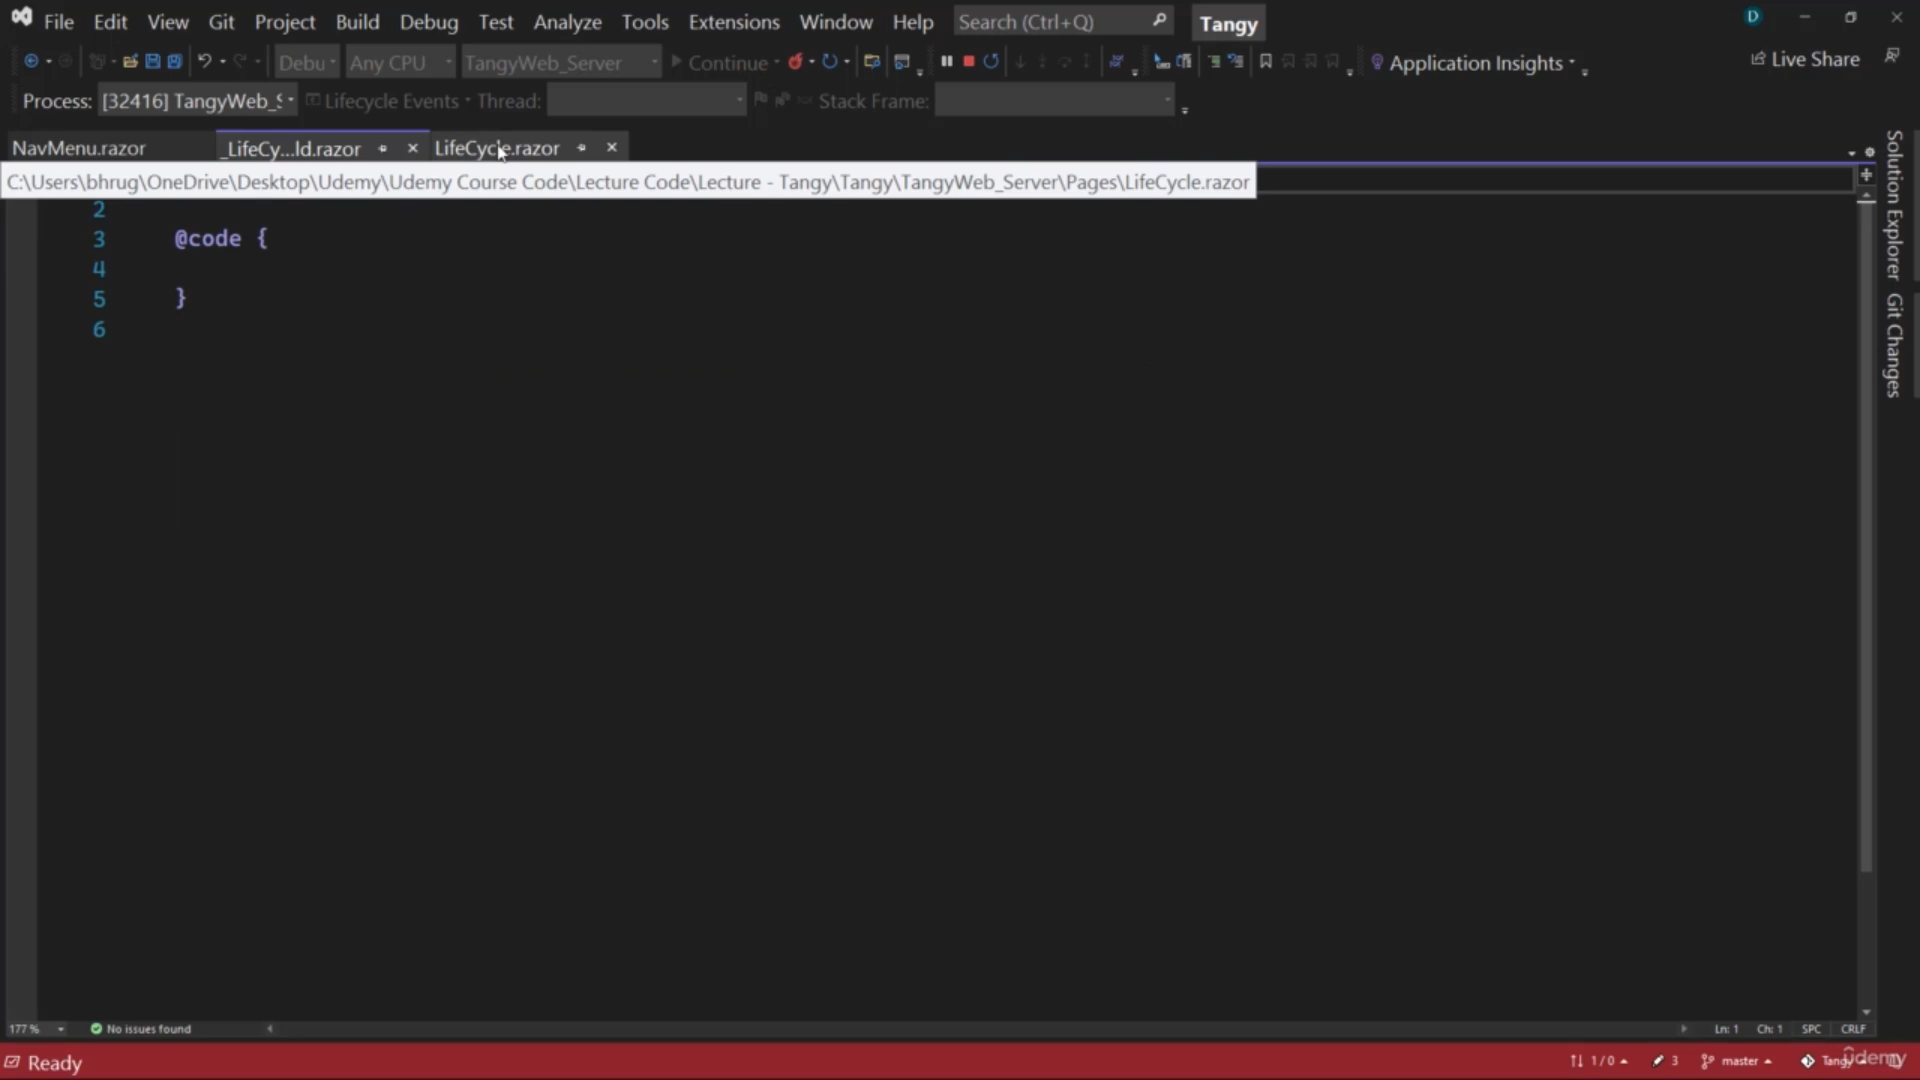 File Edit View Git Project Build Debug Test Analyze Tools Extensions Window Help Search (Ctrl+Q) Tangy D
Debu Any CPU TangyWeb_Server Continue Application Insights Live Share
Process: [32416] TangyWeb_S Lifecycle Events Thread: Stack Frame:
NavMenu.razor _LifeCy...ld.razor LifeCycle.razor
C:\Users\bhrug\OneDrive\Desktop\Udemy\Udemy Course Code\Lecture Code\Lecture - Tangy\Tangy\TangyWeb_Server\Pages\LifeCycle.razor
2
3 @code {
4
5 }
6
Solution Explorer
Git Changes
177 % No issues found Ln: 1 Ch: 1 SPC CRLF
Ready 1 / 0 3 master Tangy udemy